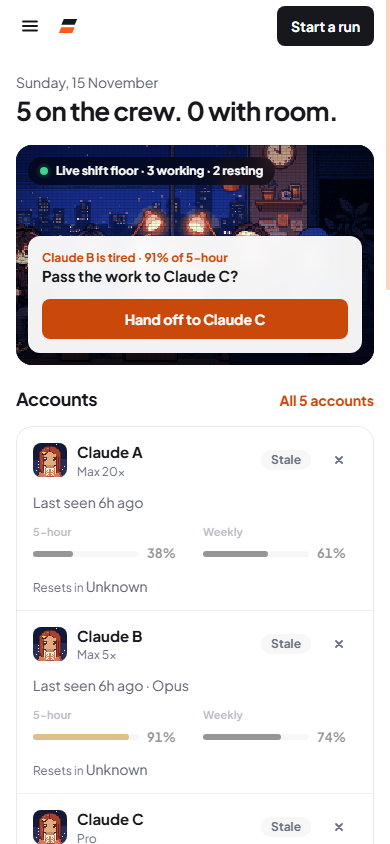 Start a run
Sunday, 15 November
5 on the crew. 0 with room.
Live shift floor · 3 working · 2 resting
Claude B is tired · 91% of 5-hour
Pass the work to Claude C?
Hand off to Claude C
Accounts
All 5 accounts
Claude A
Max 20×
Stale
×
Last seen 6h ago
5-hour
Weekly
38%
61%
Resets in Unknown
Claude B
Max 5×
Stale
×
Last seen 6h ago · Opus
5-hour
Weekly
91%
74%
Resets in Unknown
Claude C
Pro
Stale
×